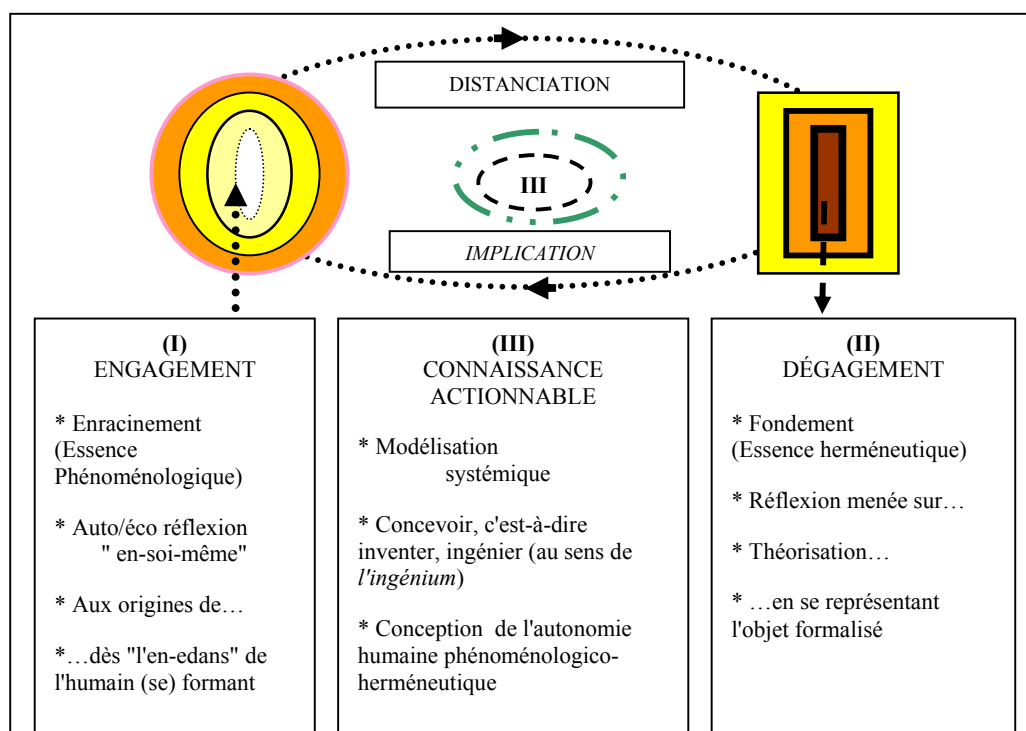 DISTANCIATION
III
IMPLICATION
(I)
ENGAGEMENT
* Enracinement
(Essence
Phénoménologique)
* Auto/éco réflexion
" en-soi-même"
* Aux origines de…
*…dès "l'en-edans" de
l'humain (se) formant
(III)
CONNAISSANCE
ACTIONNABLE
* Modélisation
systémique
* Concevoir, c'est-à-dire
inventer, ingénier (au sens de
l'ingénium)
* Conception de l'autonomie
humaine phénoménologico-
herméneutique
(II)
DÉGAGEMENT
* Fondement
(Essence herméneutique)
* Réflexion menée sur…
* Théorisation…
* …en se représentant
l'objet formalisé